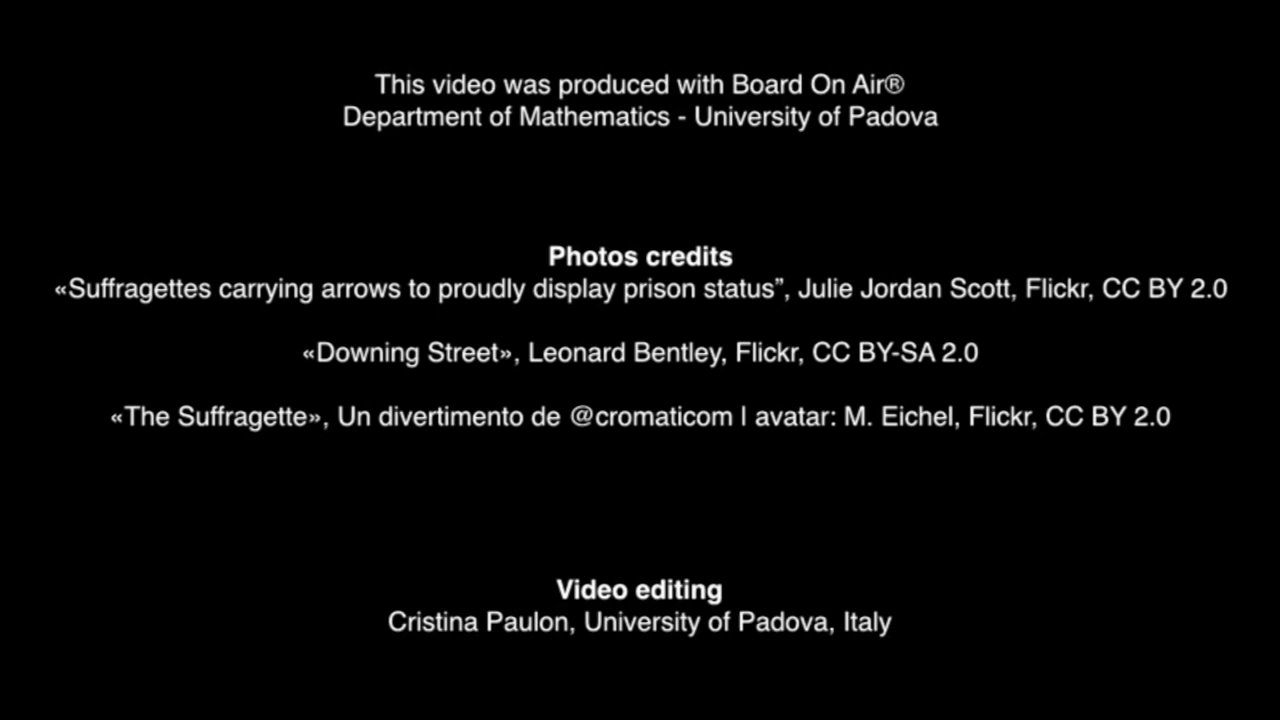 This video was produced with Board On Air®
Department of Mathematics - University of Padova
Photos credits
«Suffragettes carrying arrows to proudly display prison status”, Julie Jordan Scott, Flickr, CC BY 2.0
«Downing Street», Leonard Bentley, Flickr, CC BY-SA 2.0
«The Suffragette», Un divertimento de @cromaticom | avatar: M. Eichel, Flickr, CC BY 2.0
Video editing
Cristina Paulon, University of Padova, Italy